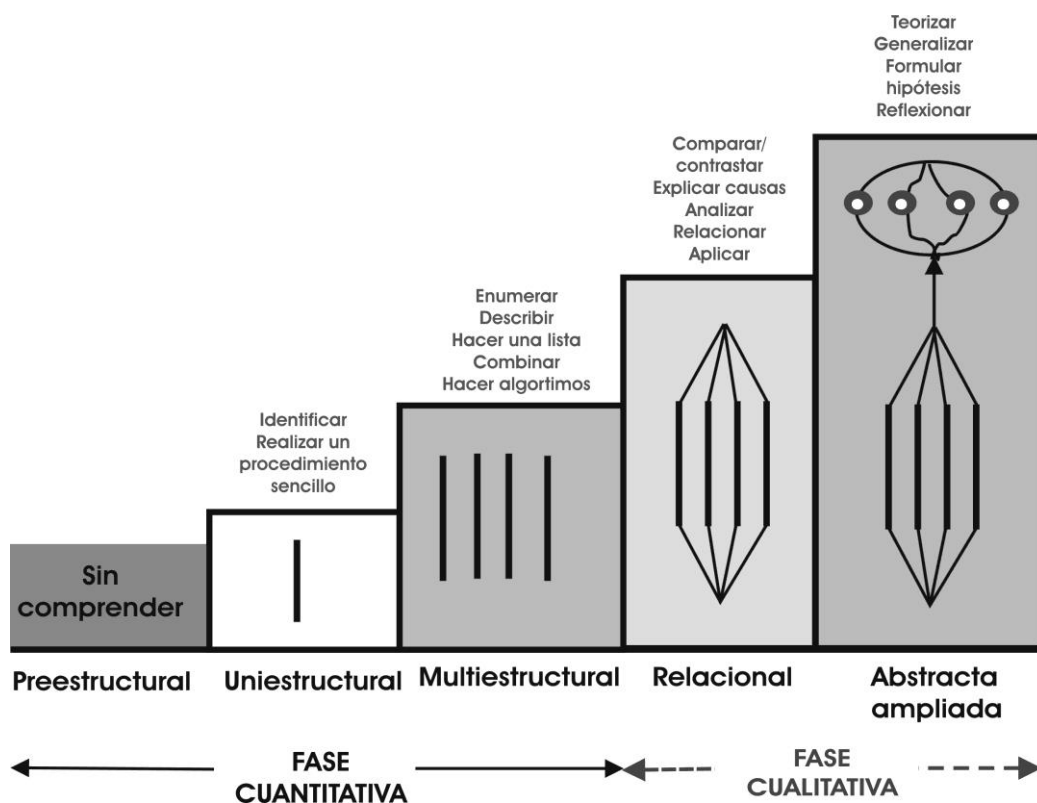 Teorizar
Generalizar
Formular
hipótesis
Reflexionar
Comparar/
contrastar
Explicar causas
Analizar
Relacionar
Aplicar
Enumerar
Describir
Hacer una lista
Combinar
Hacer algortimos
Identificar
Realizar un
procedimiento
sencillo
Sin
comprender
Preestructural
Uniestructural
Multiestructural
Relacional
Abstracta
ampliada
FASE
CUANTITATIVA
FASE
CUALITATIVA